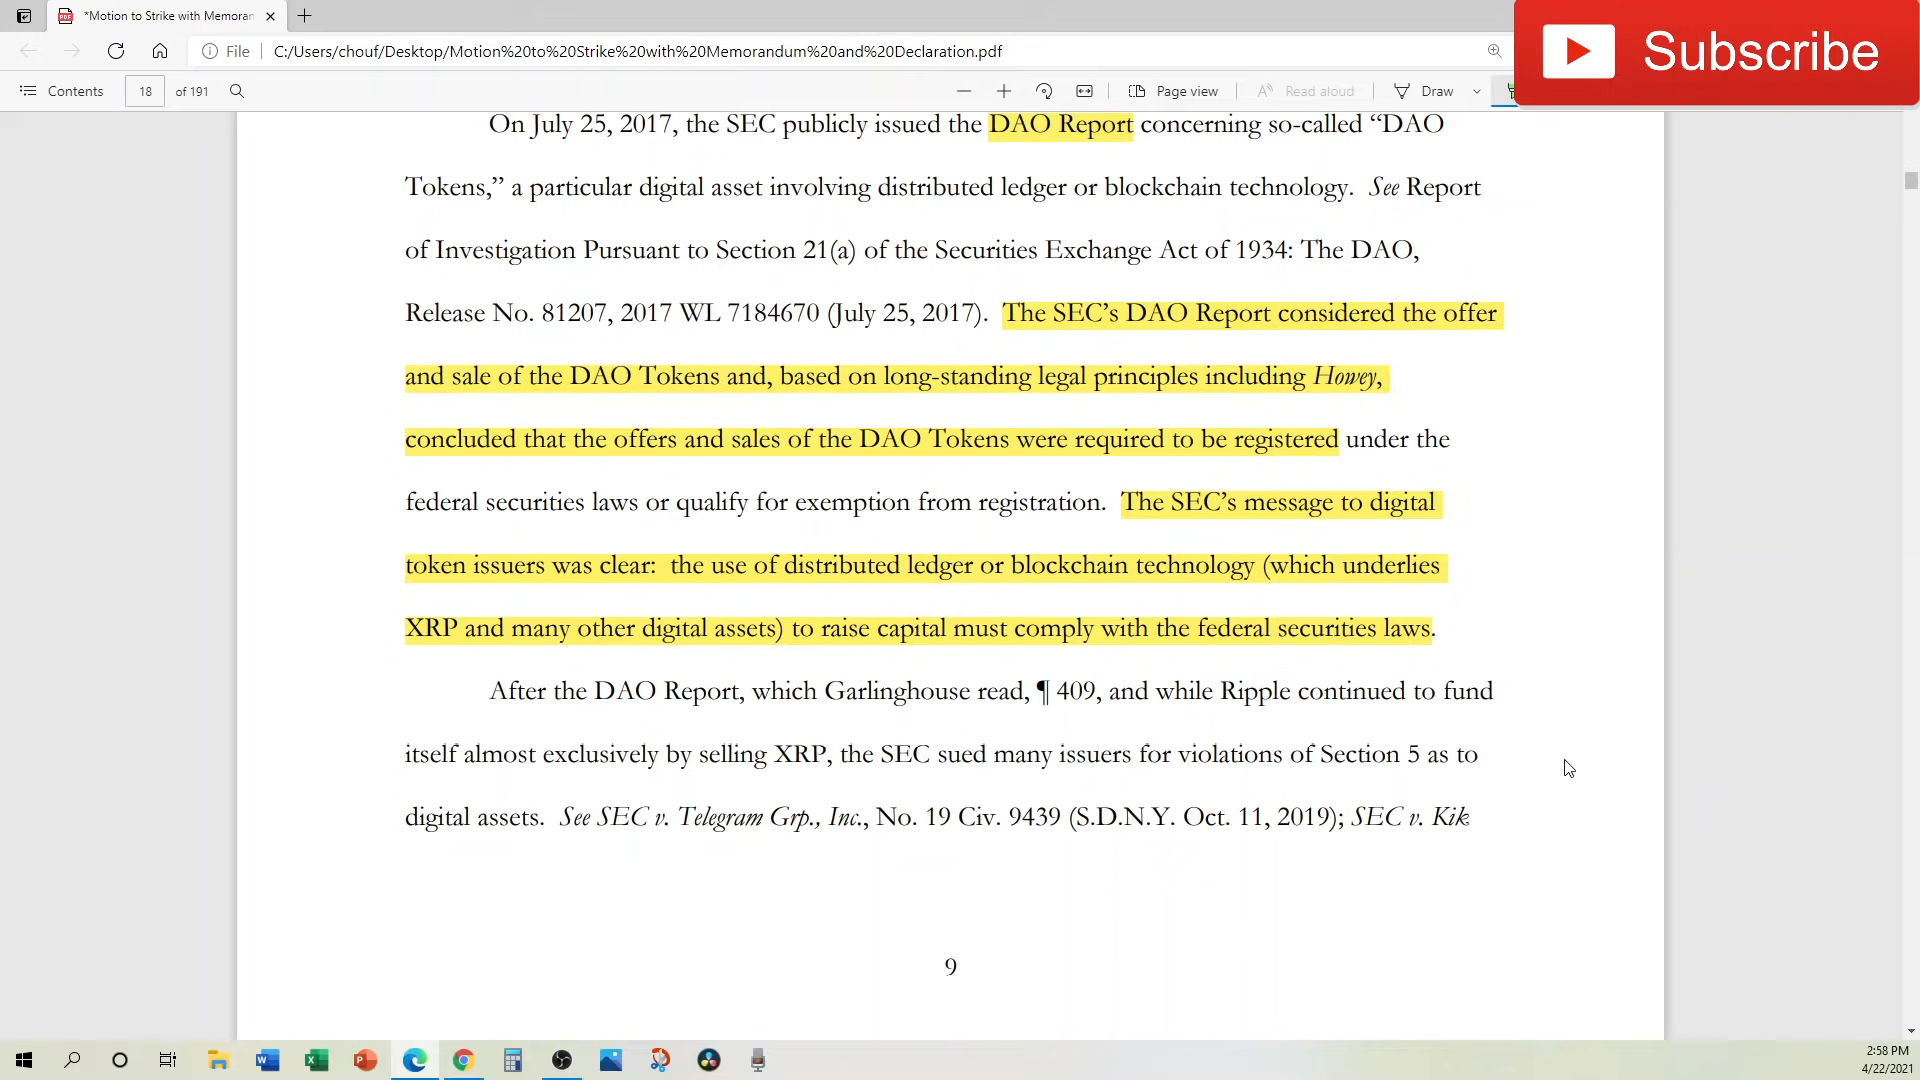 *Motion to Strike with Memoran
File
C:/Users/chouf/Desktop/Motion%20to%20Strike%20with%20Memorandum%20and%20Declaration.pdf
Subscribe
Contents
18
of 191
Page view
Read aloud
Draw
On July 25, 2017, the SEC publicly issued the DAO Report concerning so-called “DAO
Tokens,” a particular digital asset involving distributed ledger or blockchain technology. See Report
of Investigation Pursuant to Section 21(a) of the Securities Exchange Act of 1934: The DAO,
Release No. 81207, 2017 WL 7184670 (July 25, 2017). The SEC’s DAO Report considered the offer
and sale of the DAO Tokens and, based on long-standing legal principles including Howey,
concluded that the offers and sales of the DAO Tokens were required to be registered under the
federal securities laws or qualify for exemption from registration. The SEC’s message to digital
token issuers was clear: the use of distributed ledger or blockchain technology (which underlies
XRP and many other digital assets) to raise capital must comply with the federal securities laws.
After the DAO Report, which Garlinghouse read, ¶ 409, and while Ripple continued to fund
itself almost exclusively by selling XRP, the SEC sued many issuers for violations of Section 5 as to
digital assets. See SEC v. Telegram Grp., Inc., No. 19 Civ. 9439 (S.D.N.Y. Oct. 11, 2019); SEC v. Kik
9
2:58 PM
4/22/2021